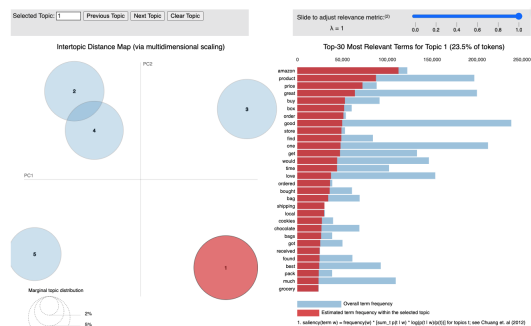 Selected Topic: 1 Previous Topic Next Topic Clear Topic
Slide to adjust relevance metric:(2)
λ = 1
0.0 0.2 0.4 0.6 0.8 1.0
Intertopic Distance Map (via multidimensional scaling)
PC2
PC1
2
4
3
5
1
Marginal topic distribution
2%
5%
Top-30 Most Relevant Terms for Topic 1 (23.5% of tokens)
0 50,000 100,000 150,000 200,000 250,000
amazon
product
price
great
buy
box
order
good
store
find
one
get
would
time
love
ordered
bought
bag
shipping
local
cookies
chocolate
bags
got
received
found
best
pack
much
grocery
Overall term frequency
Estimated term frequency within the selected topic
1. saliency(term w) = frequency(w) * [sum_t p(t | w) * log(p(t | w)/p(t))] for topics t; see Chuang et. al (2012)